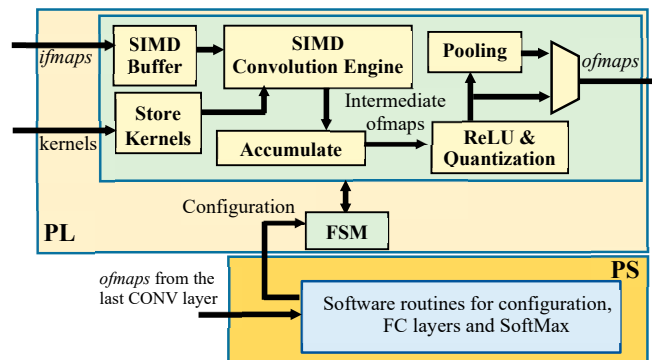 ifmaps
SIMD
Buffer
SIMD
Convolution Engine
Pooling
ofmaps
kernels
Store
Kernels
Accumulate
Intermediate
ofmaps
ReLU &
Quantization
Configuration
PL
FSM
PS
ofmaps from the
last CONV layer
Software routines for configuration,
FC layers and SoftMax